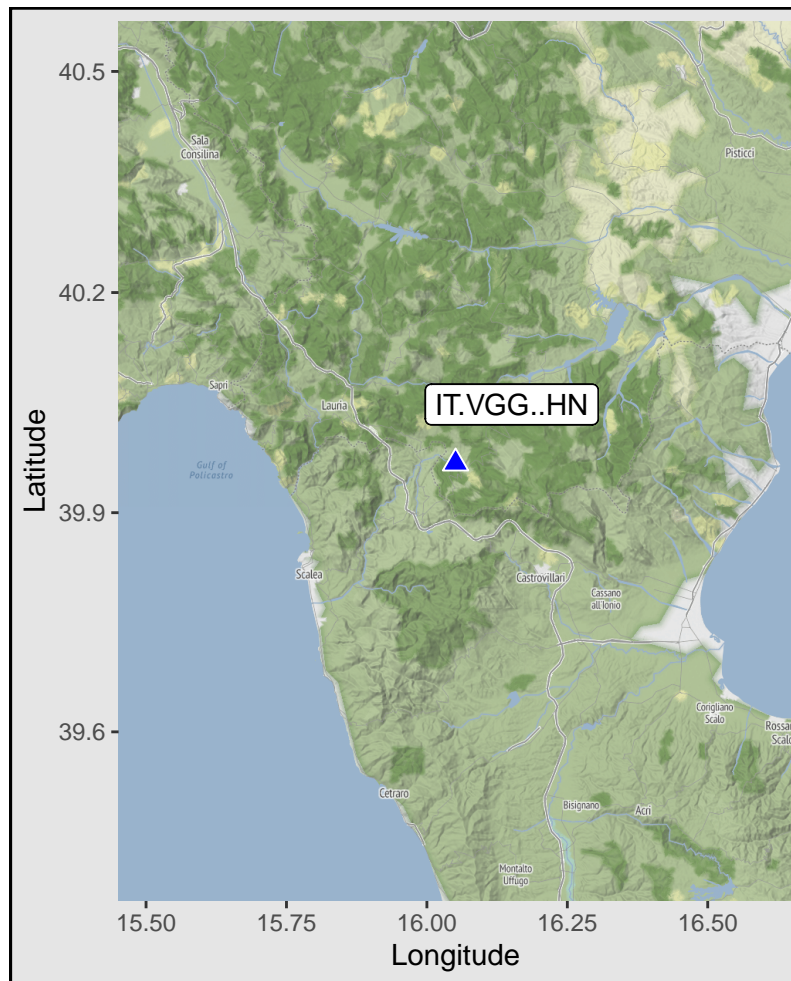 40.5
Sala
Consilina
Pisticci
40.2
Sapri
Lauria
IT.VGG..HN
Gulf of
Policastro
Latitude
39.9
Scalea
Castrovillari
Cassano
all'Ionio
Corigliano
Scalo
39.6
Rossa
Scalo
Cetraro
Bisignano
Acri
Montalto
Uffugo
15.50
15.75
16.00
16.25
16.50
Longitude